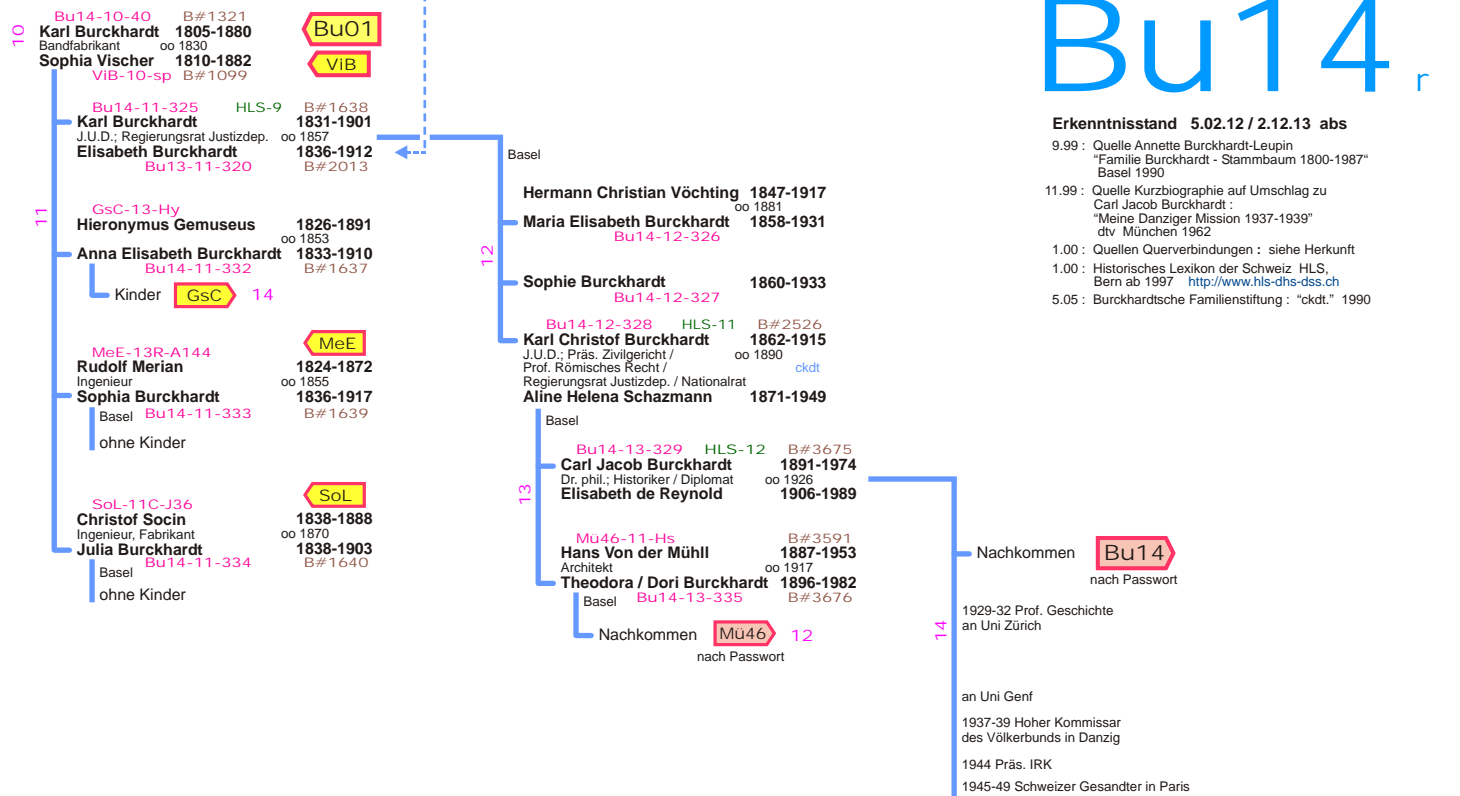 Bu14-10-40 B#1321
10
Karl Burckhardt 1805-1880
Bandfabrikant oo 1830
Sophia Vischer 1810-1882
ViB-10-sp B#1099
Bu01
ViB
11
Bu14-11-325 HLS-9 B#1638
Karl Burckhardt 1831-1901
J.U.D.; Regierungsrat Justizdep. oo 1857
Elisabeth Burckhardt 1836-1912
Bu13-11-320 B#2013
GsC-13-Hy
Hieronymus Gemuseus 1826-1891
oo 1853
Anna Elisabeth Burckhardt 1833-1910
Bu14-11-332 B#1637
Kinder GsC 14
MeE
MeE-13R-A144
Rudolf Merian 1824-1872
Ingenieur oo 1855
Sophia Burckhardt 1836-1917
Basel Bu14-11-333 B#1639
ohne Kinder
SoL
SoL-11C-J36
Christof Socin 1838-1888
Ingenieur, Fabrikant oo 1870
Julia Burckhardt 1838-1903
Bu14-11-334 B#1640
Basel
ohne Kinder
Basel
12
Hermann Christian Vöchting 1847-1917
oo 1881
Maria Elisabeth Burckhardt 1858-1931
Bu14-12-326
Sophie Burckhardt 1860-1933
Bu14-12-327
Bu14-12-328 HLS-11 B#2526
Karl Christof Burckhardt 1862-1915
J.U.D.; Präs. Zivilgericht / oo 1890
Prof. Römisches Recht / ckdt
Regierungsrat Justizdep. / Nationalrat
Aline Helena Schazmann 1871-1949
Basel
13
Bu14-13-329 HLS-12 B#3675
Carl Jacob Burckhardt 1891-1974
Dr. phil.; Historiker / Diplomat oo 1926
Elisabeth de Reynold 1906-1989
Mü46-11-Hs B#3591
Hans Von der Mühll 1887-1953
Architekt oo 1917
Theodora / Dori Burckhardt 1896-1982
Basel Bu14-13-335 B#3676
Nachkommen Mü46 12
nach Passwort
14
Nachkommen Bu14
nach Passwort
1929-32 Prof. Geschichte
an Uni Zürich
an Uni Genf
1937-39 Hoher Kommissar
des Völkerbunds in Danzig
1944 Präs. IRK
1945-49 Schweizer Gesandter in Paris
Bu14 r
Erkenntnisstand 5.02.12 / 2.12.13 abs
9.99 : Quelle Annette Burckhardt-Leupin
“Familie Burckhardt - Stammbaum 1800-1987“
Basel 1990
11.99 : Quelle Kurzbiographie auf Umschlag zu
Carl Jacob Burckhardt :
“Meine Danziger Mission 1937-1939”
dtv München 1962
1.00 : Quellen Querverbindungen : siehe Herkunft
1.00 : Historisches Lexikon der Schweiz HLS,
Bern ab 1997 http://www.hls-dhs-dss.ch
5.05 : Burckhardtsche Familienstiftung : “ckdt.” 1990